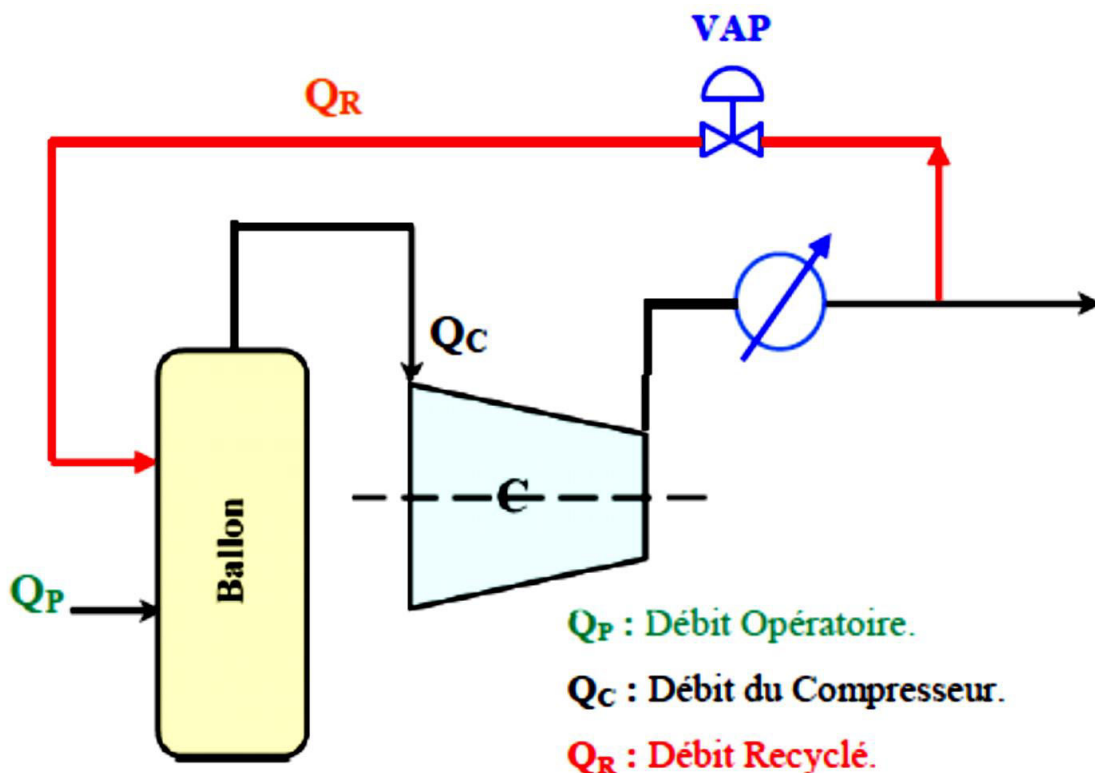 VAP
QR
QC
Ballon
C
QP
QP : Débit Opératoire.
QC : Débit du Compresseur.
QR : Débit Recyclé.